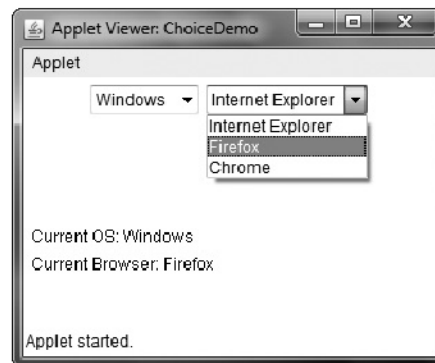 Applet Viewer: ChoiceDemo
Applet
Windows Internet Explorer
Internet Explorer
Firefox
Chrome
Current OS: Windows
Current Browser: Firefox
Applet started.